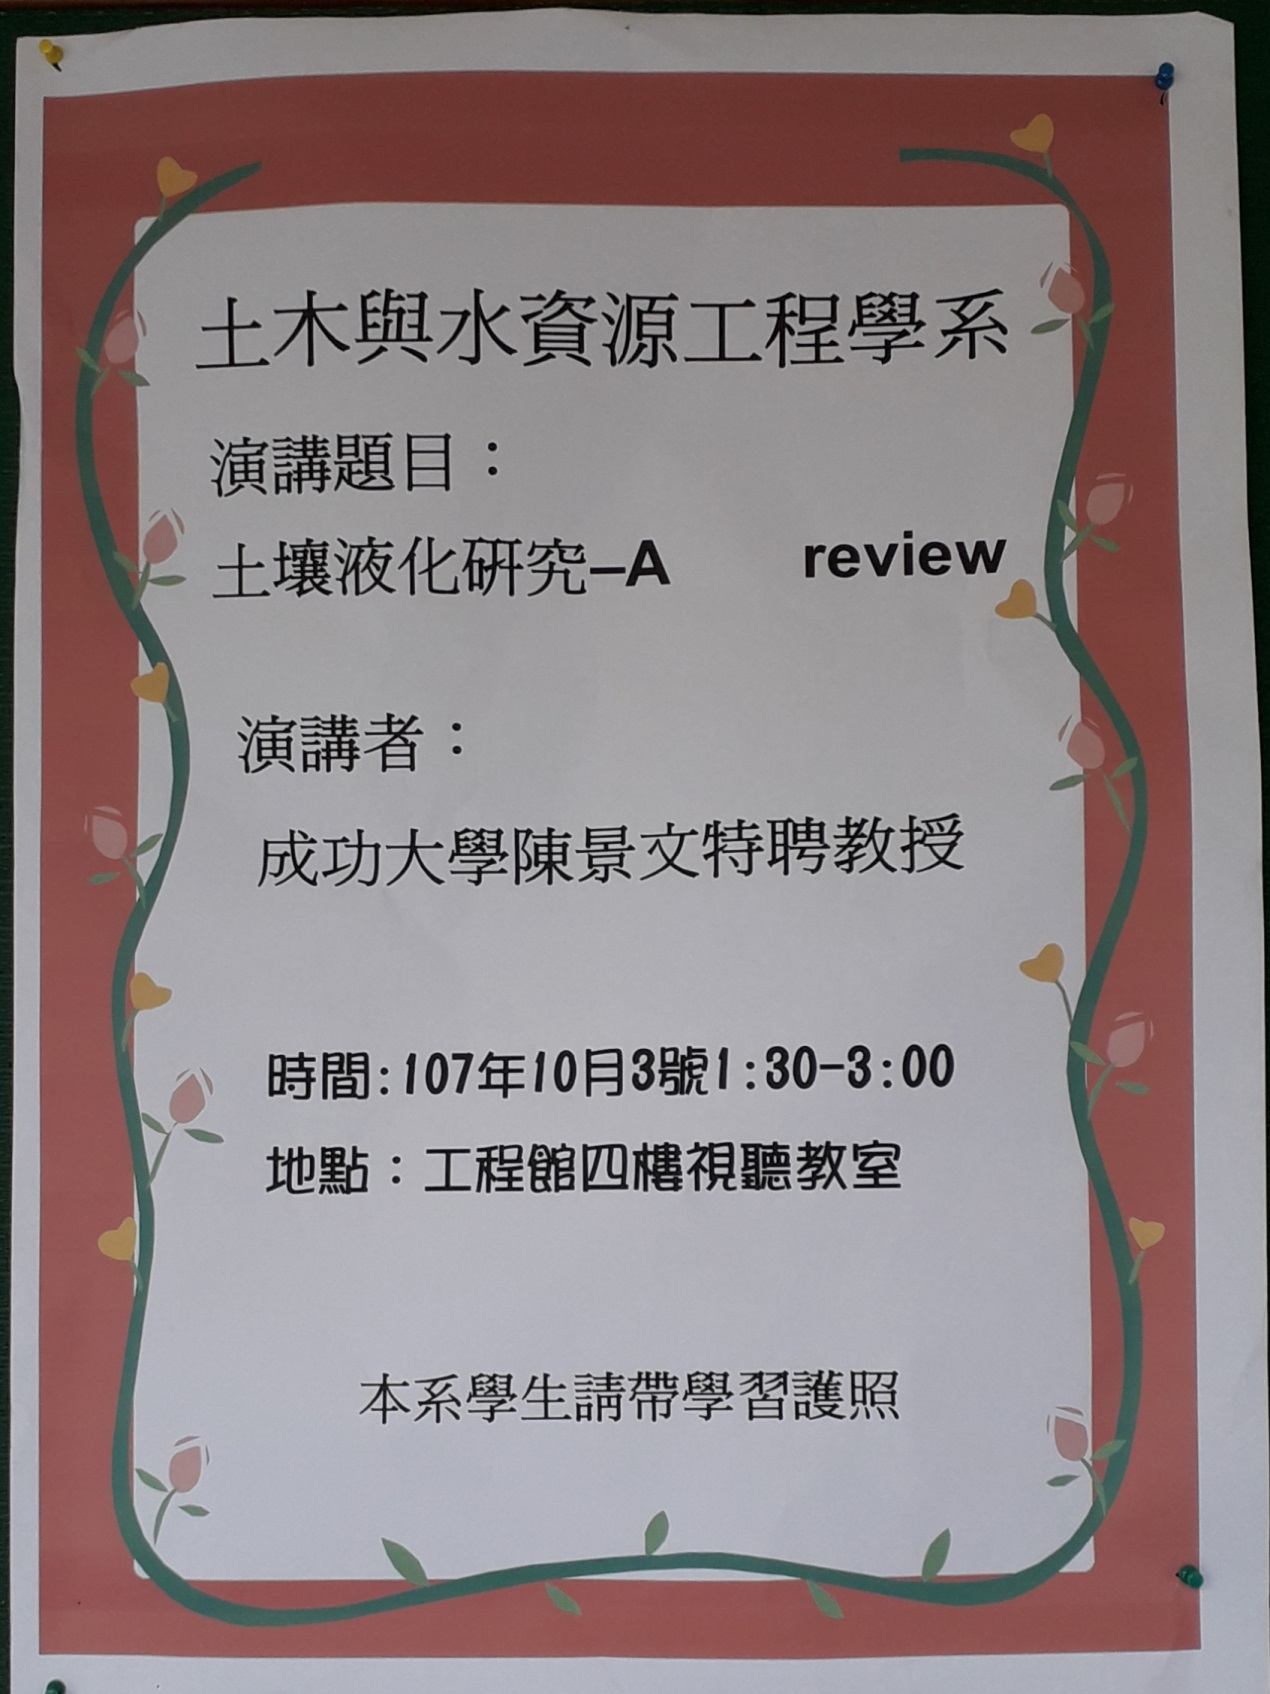 土木與水資源工程學系
演講題目：
土壤液化研究–A review
演講者：
成功大學陳景文特聘教授
時間:107年10月3號1:30-3:00
地點：工程館四樓視聽教室
本系學生請帶學習護照